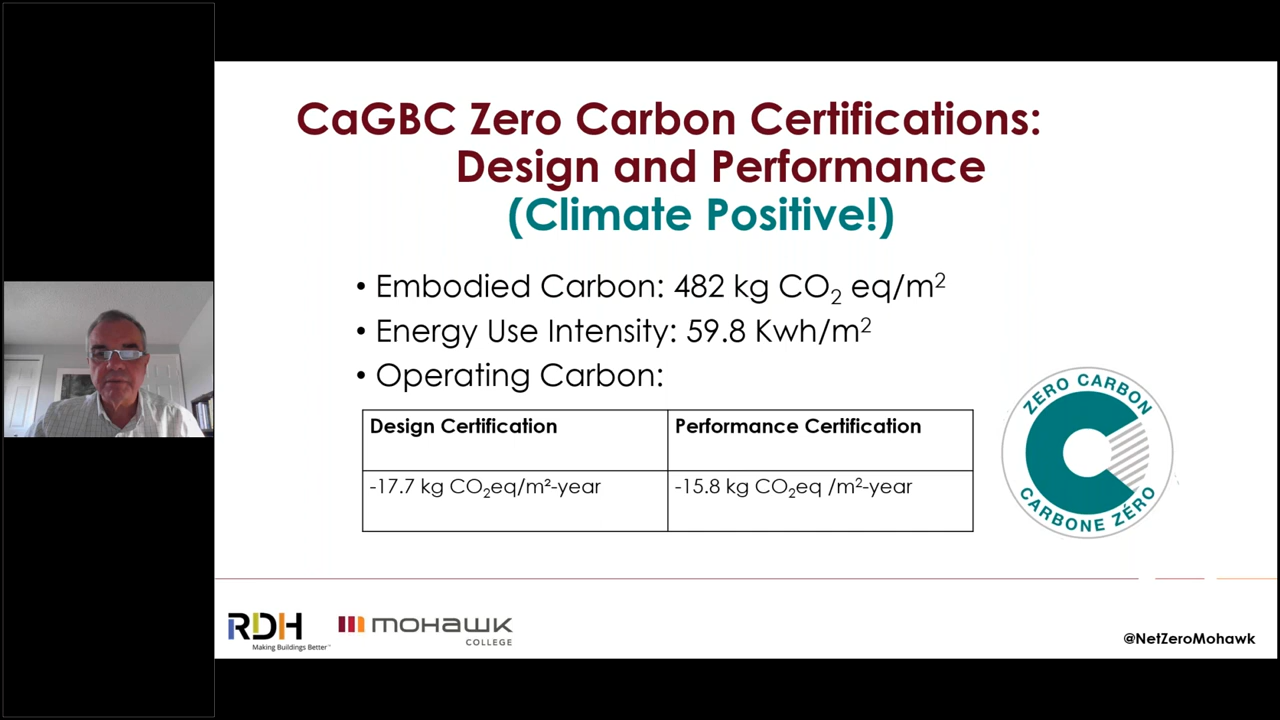 CaGBC Zero Carbon Certifications:
Design and Performance
(Climate Positive!)
• Embodied Carbon: 482 kg CO₂ eq/m²
• Energy Use Intensity: 59.8 Kwh/m²
• Operating Carbon:
Design Certification
Performance Certification
-17.7 kg CO₂eq/m²-year
-15.8 kg CO₂eq /m²-year
ZERO CARBON
CARBONE ZÉRO
RDH
Making Buildings Better™
mohawk
COLLEGE
@NetZeroMohawk